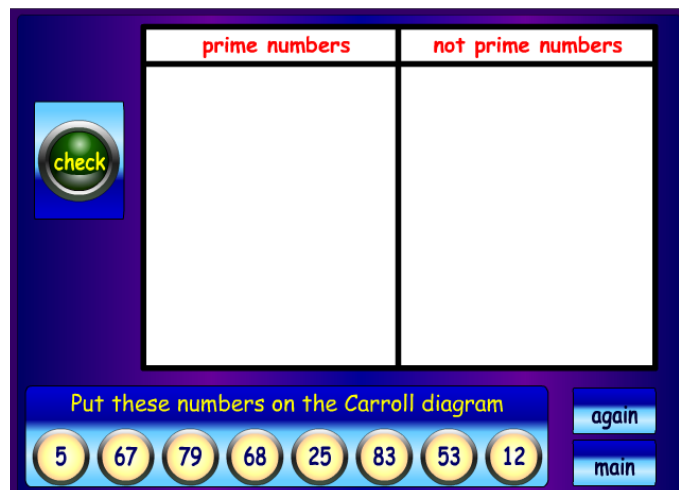 prime numbers not prime numbers
check
Put these numbers on the Carroll diagram
5 67 79 68 25 83 53 12
again
main